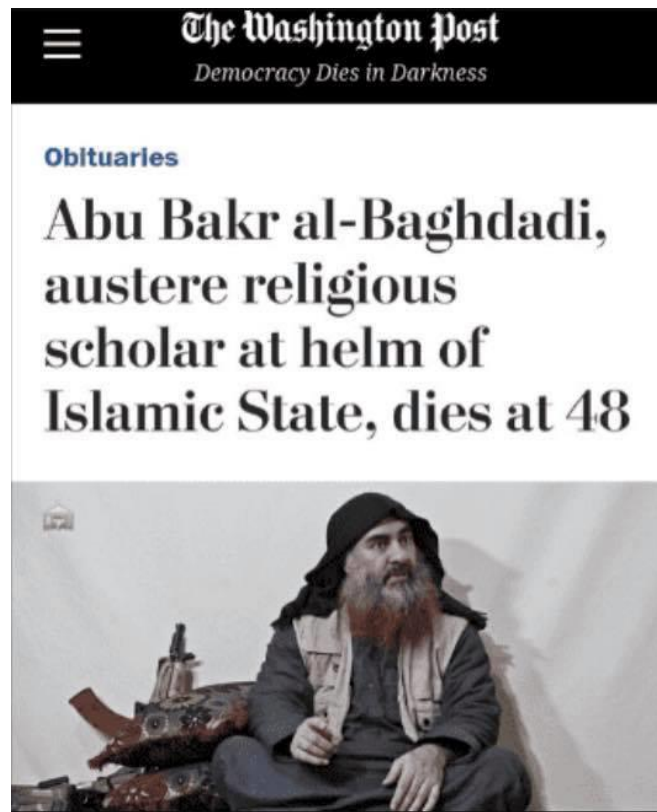 The Washington Post
Democracy Dies in Darkness
Obituaries
Abu Bakr al-Baghdadi,
austere religious
scholar at helm of
Islamic State, dies at 48